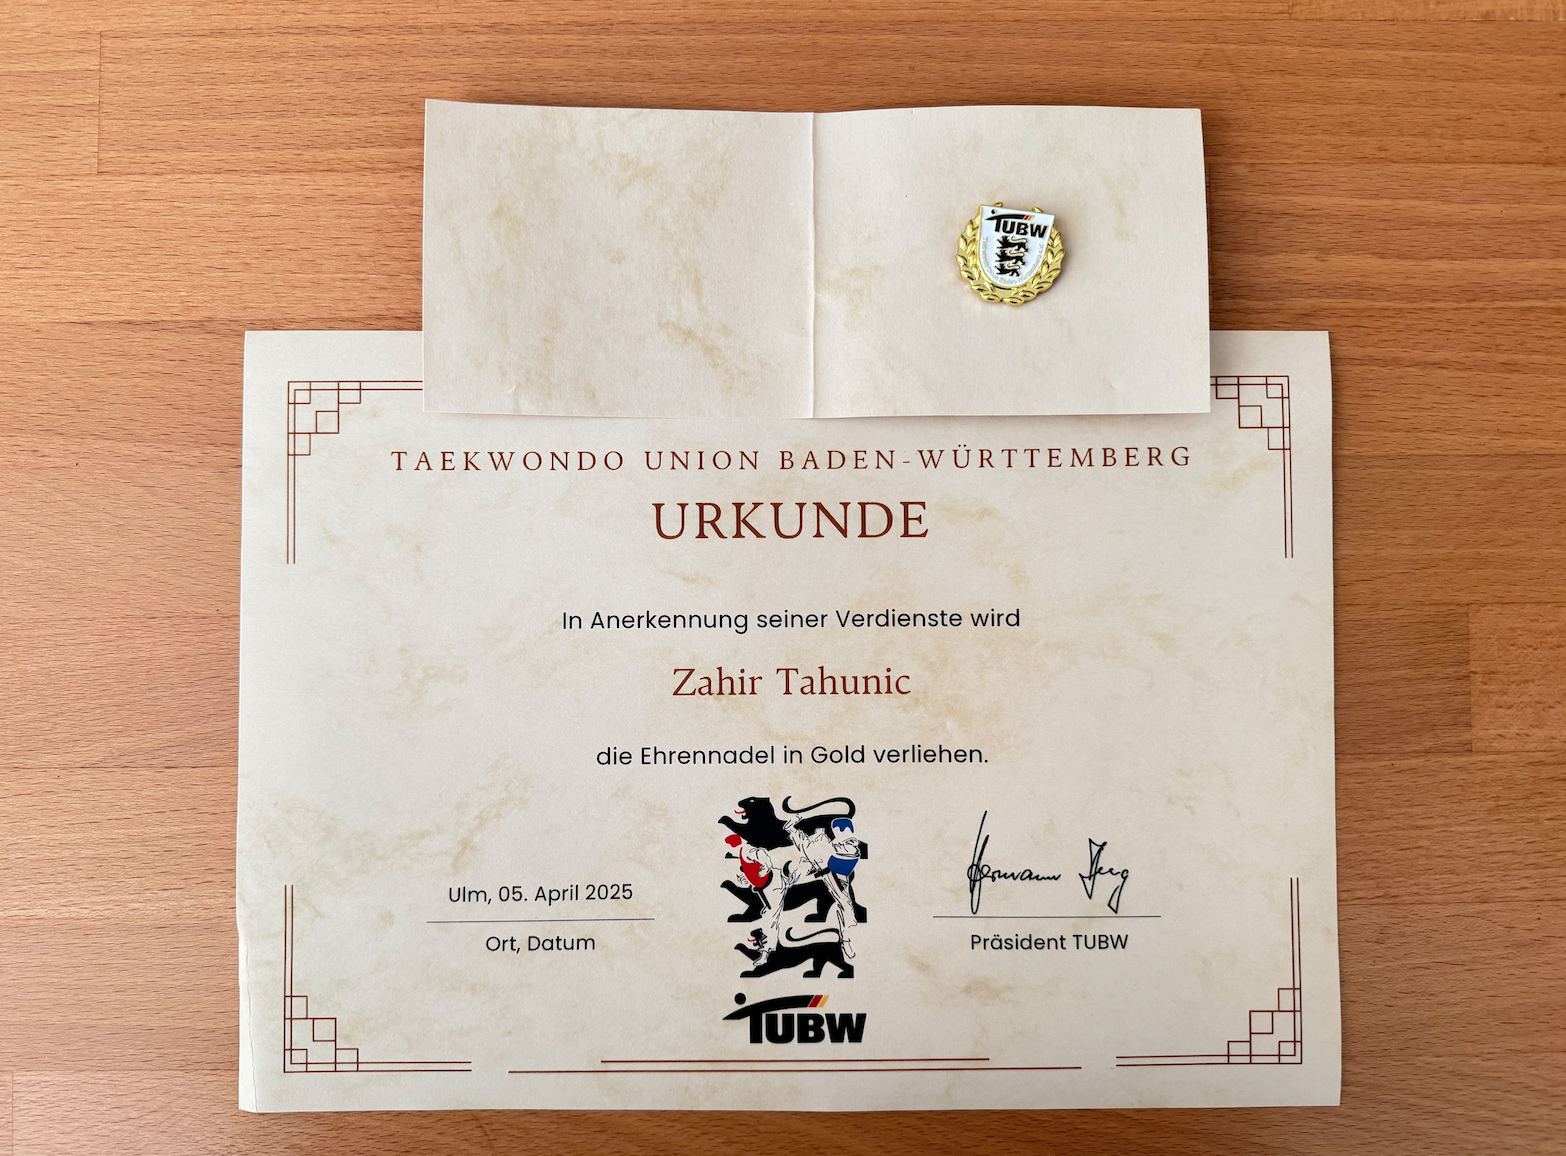 TUBW
TAEKWONDO UNION BADEN-WÜRTTEMBERG
URKUNDE
In Anerkennung seiner Verdienste wird
Zahir Tahunic
die Ehrennadel in Gold verliehen.
Ulm, 05. April 2025
Ort, Datum
Präsident TUBW
TUBW